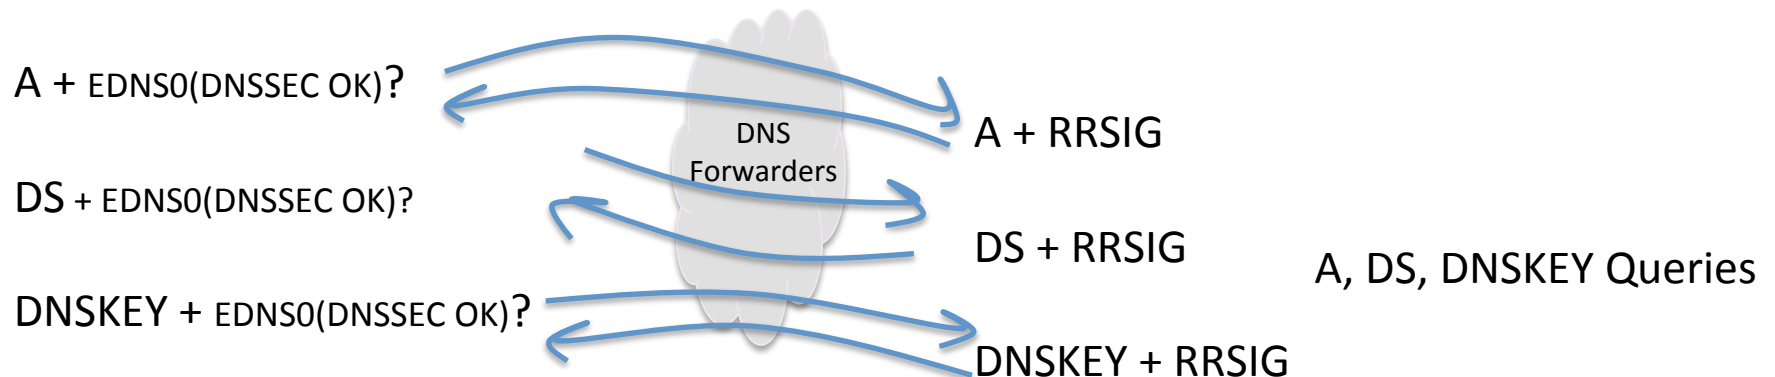 A + EDNS0(DNSSEC OK)?
DNS
Forwarders
A + RRSIG
DS + EDNS0(DNSSEC OK)?
DS + RRSIG
A, DS, DNSKEY Queries
DNSKEY + EDNS0(DNSSEC OK)?
DNSKEY + RRSIG